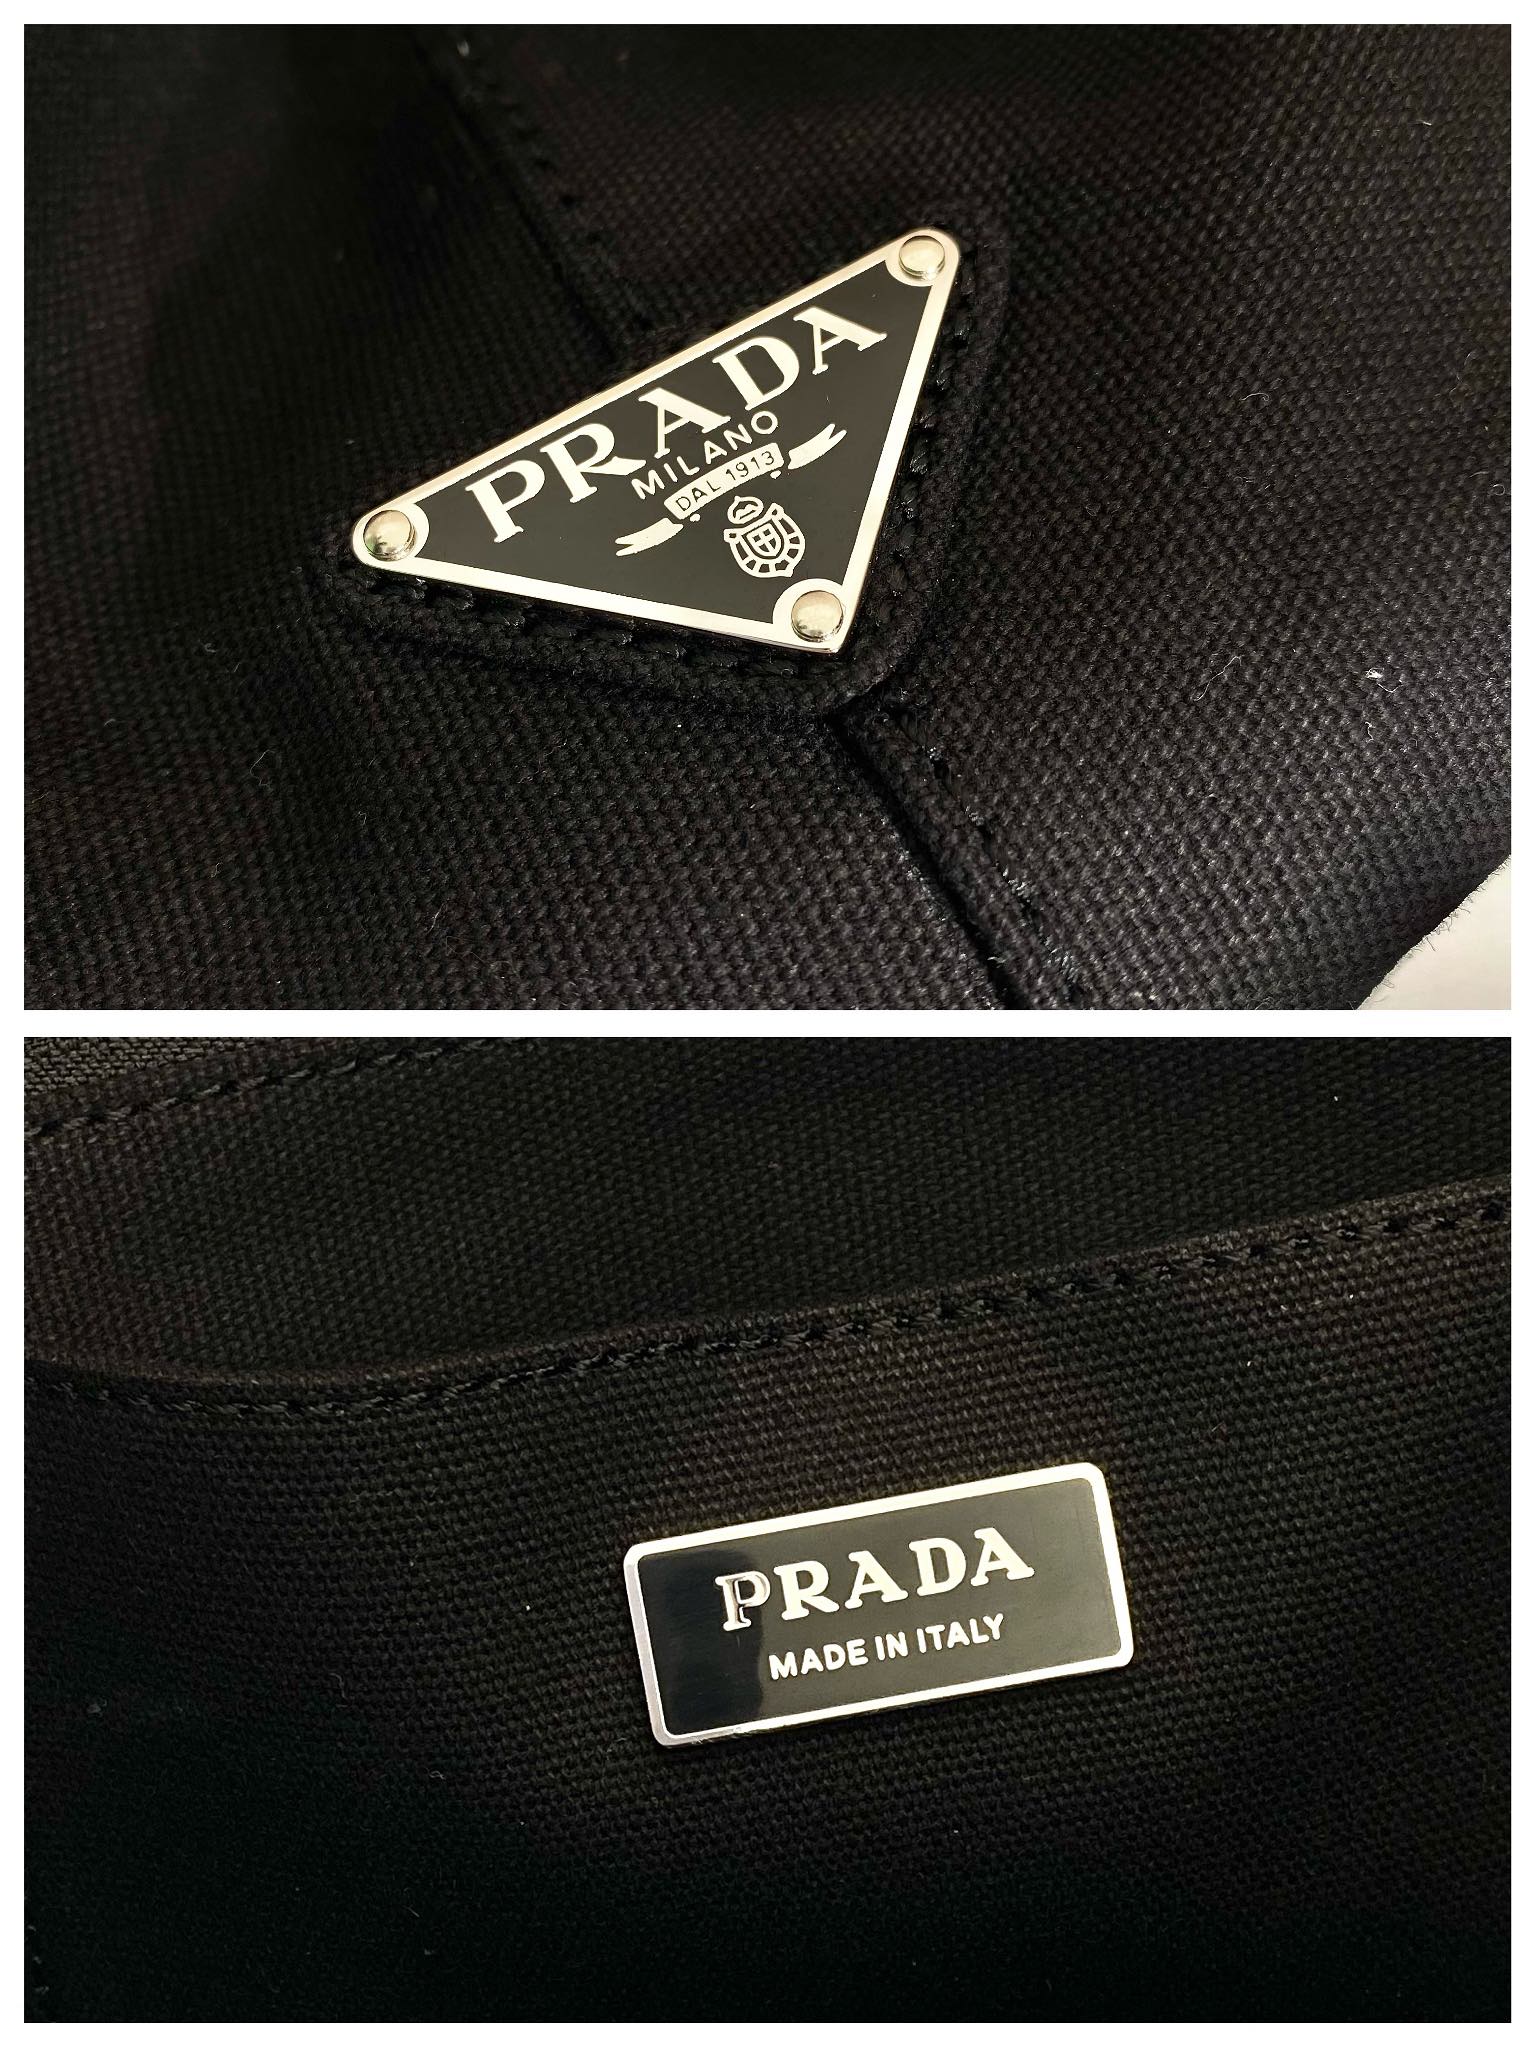 PRADA
MILANO
DAL 1913
PRADA
MADE IN ITALY